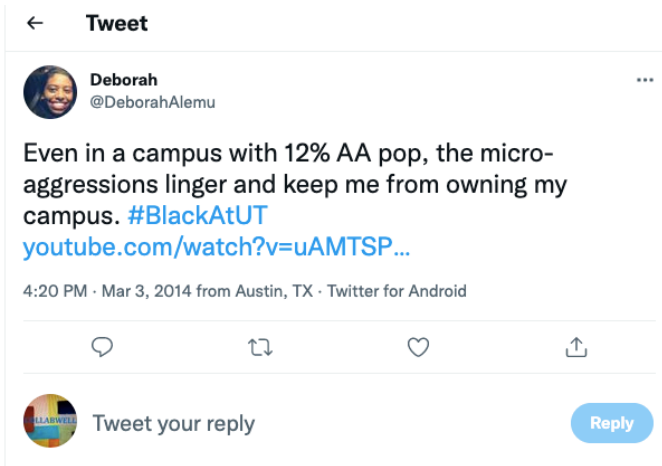 Tweet
Deborah
@DeborahAlemu
Even in a campus with 12% AA pop, the micro-
aggressions linger and keep me from owning my
campus. #BlackAtUT
youtube.com/watch?v=uAMTSP...
4:20 PM · Mar 3, 2014 from Austin, TX · Twitter for Android
Tweet your reply
Reply